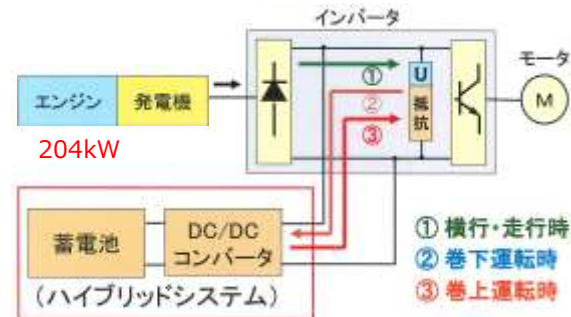 インバータ
モータ
エンジン 発電機
①
U
抵抗
②
③
M
204kW
蓄電池
DC/DC
コンバータ
(ハイブリッドシステム)
① 横行・走行時
② 巻下運転時
③ 巻上運転時